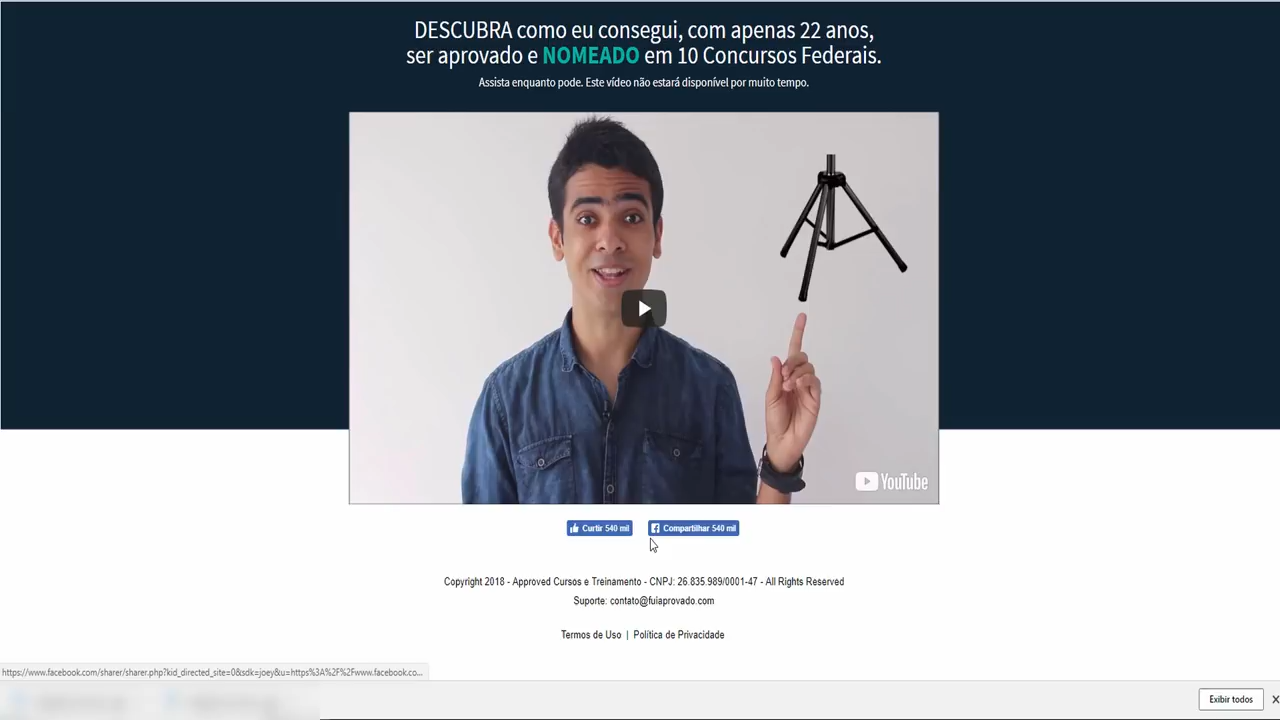 DESCUBRA como eu consegui, com apenas 22 anos,
ser aprovado e NOMEADO em 10 Concursos Federais.
Assista enquanto pode. Este vídeo não estará disponível por muito tempo.
YouTube
Curtir 540 mil
Compartilhar 540 mil
Copyright 2018 - Approved Cursos e Treinamento - CNPJ: 26.835.989/0001-47 - All Rights Reserved
Suporte: contato@fuiaprovado.com
Termos de Uso | Política de Privacidade
https://www.facebook.com/sharer/sharer.php?kid_directed_site=0&sdk=joey&u=https%3A%2F%2Fwww.facebook.co...
Exibir todos